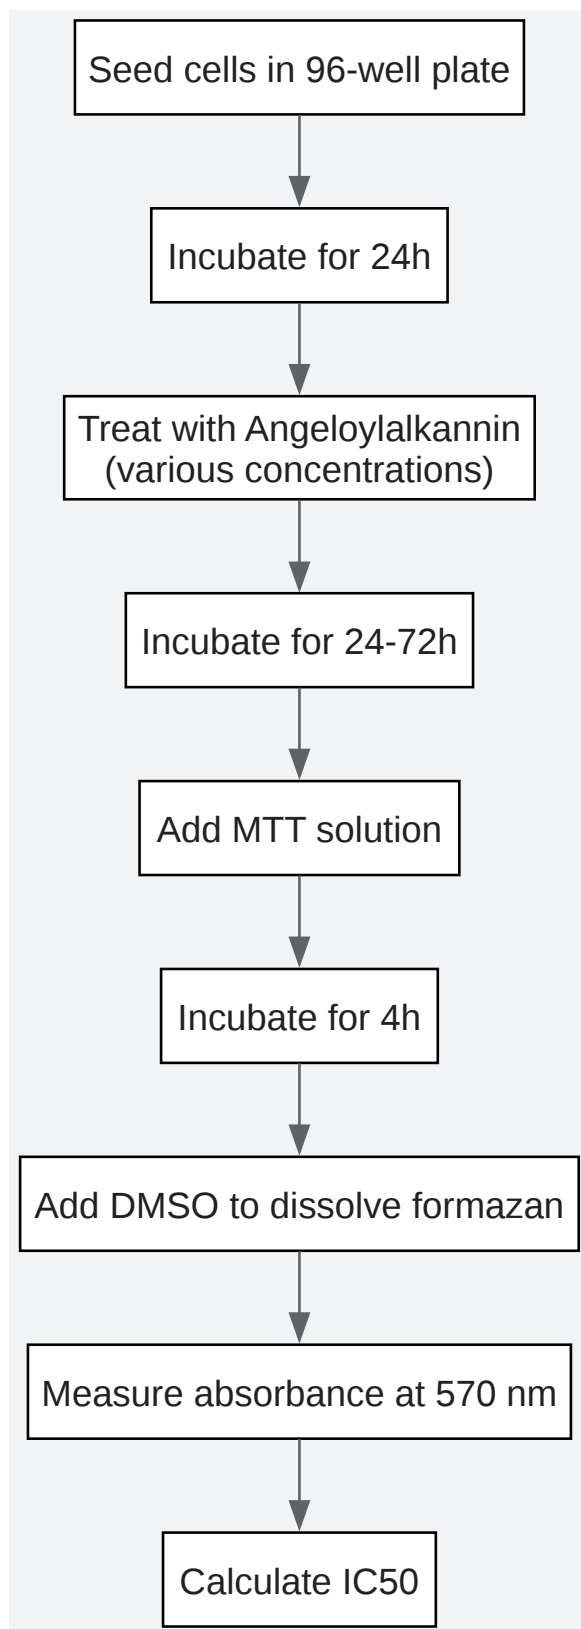 Seed cells in 96-well plate
Incubate for 24h
Treat with Angeloylalkannin
(various concentrations)
Incubate for 24-72h
Add MTT solution
Incubate for 4h
Add DMSO to dissolve formazan
Measure absorbance at 570 nm
Calculate IC50